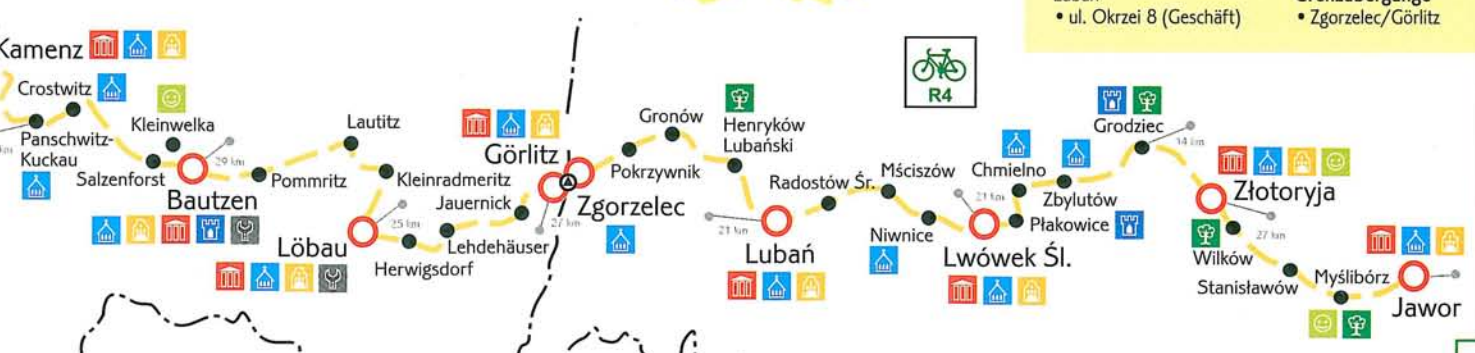 • ul. Okrzei 8 (Geschäft)
• Zgorzelec/Görlitz
Kamenz
Crostwitz
Panschwitz-
Kuckau
Kleinwelka
Salzenforst
29 km
Bautzen
Pommritz
Lautitz
Kleinradmeritz
25 km
Löbau
Herwigsdorf
Lehdehäuser
Jauernick
Görlitz
27 km
Zgorzelec
Pokrzywnik
Gronów
Henryków
Lubański
21 km
Lubań
Radostów Śr.
Mściszów
Niwnice
21 km
Lwówek Śl.
Płakowice
Chmielno
Zbylutów
R4
Grodziec
34 km
Złotoryja
27 km
Wilków
Stanisławów
Myślibórz
Jawor